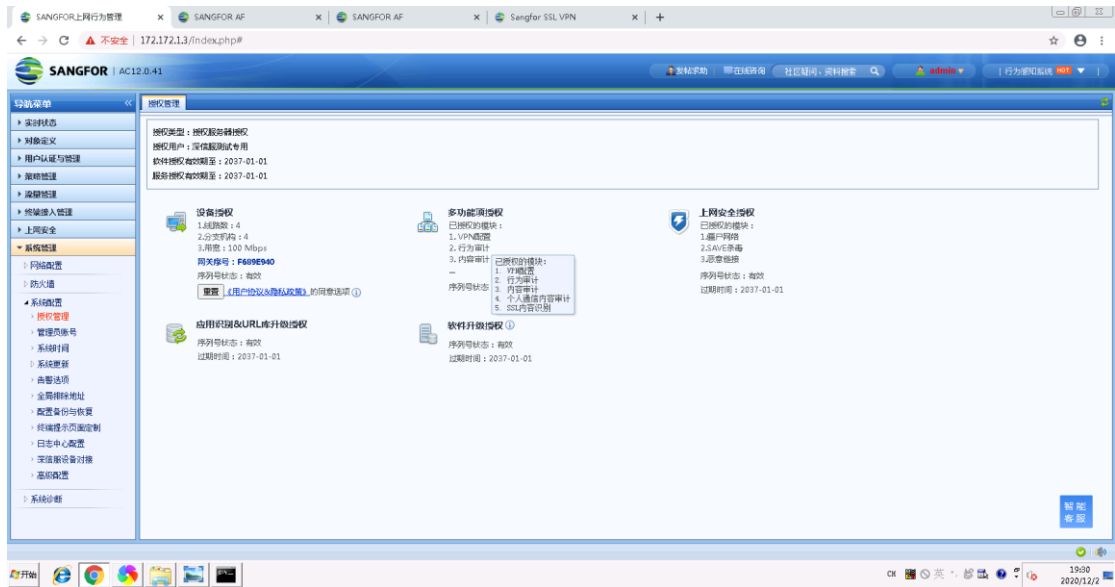 SANGFOR上网行为管理
SANGFOR AF
SANGFOR AF
Sangfor SSL VPN
不安全 | 172.172.1.3/index.php#
SANGFOR | AC12.0.41
发帖求助
在线咨询
社区疑问、资料搜索
admin
行为感知系统 HOT
导航菜单
授权管理
实时状态
对象定义
用户认证与管理
策略管理
流量管理
终端接入管理
上网安全
系统管理
网络配置
防火墙
系统配置
授权管理
管理员账号
系统时间
系统更新
告警选项
全局排除地址
配置备份与恢复
终端提示页面定制
日志中心配置
深信服设备对接
高级配置
系统诊断
授权类型：授权服务器授权
授权用户：深信服测试专用
软件授权有效期至：2037-01-01
服务授权有效期至：2037-01-01
设备授权
1.线路数：4
2.分支机构：4
3.带宽：100 Mbps
网关序号：F689E940
序列号状态：有效
重置 《用户协议&隐私政策》的同意选项
多功能项授权
已授权的模块：
1. VPN配置
2. 行为审计
3. 内容审计
...
序列号状态
已授权的模块:
1. VPN配置
2. 行为审计
3. 内容审计
4. 个人通信内容审计
5. SSL内容识别
上网安全授权
已授权的模块：
1.僵尸网络
2.SAVE杀毒
3.恶意链接
序列号状态：有效
过期时间：2037-01-01
应用识别&URL库升级授权
序列号状态：有效
过期时间：2037-01-01
软件升级授权
序列号状态：有效
过期时间：2037-01-01
智能
客服
开始
CH
英
19:30
2020/12/2